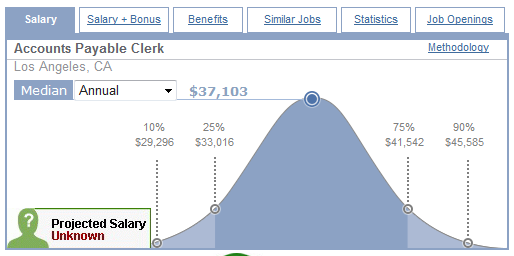 Salary
Salary + Bonus
Benefits
Similar Jobs
Statistics
Job Openings
Accounts Payable Clerk
Methodology
Los Angeles, CA
Median
Annual
$37,103
10%
25%
75%
90%
$29,296
$33,016
$41,542
$45,585
?
Projected Salary
Unknown